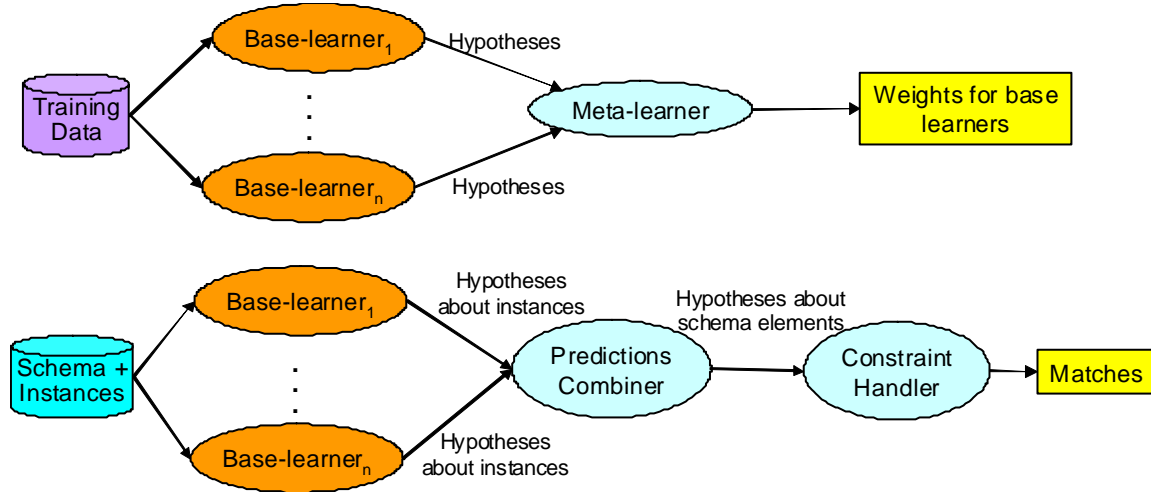 Base-learner1
Hypotheses
Training
Data
Meta-learner
Weights for base
learners
Base-learnern
Hypotheses
Base-learner1
Hypotheses
about instances
Hypotheses about
schema elements
Schema +
Instances
Predictions
Combiner
Constraint
Handler
Matches
Base-learnern
Hypotheses
about instances